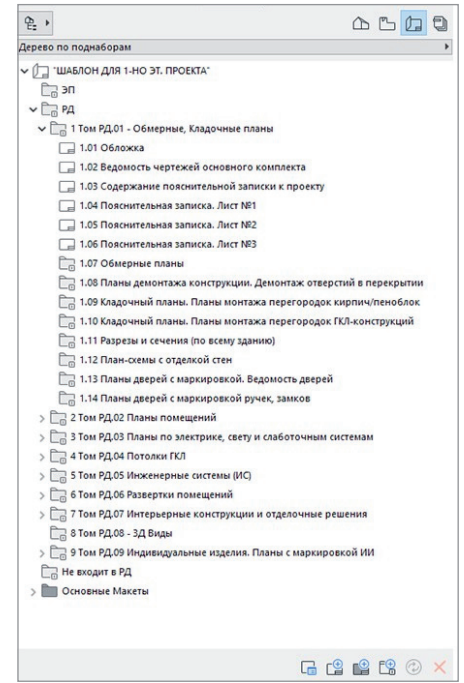 Дерево по поднаборам
"ШАБЛОН ДЛЯ 1-НО ЭТ. ПРОЕКТА"
ЭП
РД
1 Том РД.01 - Обмерные, Кладочные планы
1.01 Обложка
1.02 Ведомость чертежей основного комплекта
1.03 Содержание пояснительной записки к проекту
1.04 Пояснительная записка. Лист №1
1.05 Пояснительная записка. Лист №2
1.06 Пояснительная записка. Лист №3
1.07 Обмерные планы
1.08 Планы демонтажа конструкции. Демонтаж отверстий в перекрытии
1.09 Кладочный планы. Планы монтажа перегородок кирпич/пеноблок
1.10 Кладочный планы. Планы монтажа перегородок ГКЛ-конструкций
1.11 Разрезы и сечения (по всему зданию)
1.12 План-схемы с отделкой стен
1.13 Планы дверей с маркировкой. Ведомость дверей
1.14 Планы дверей с маркировкой ручек, замков
2 Том РД.02 Планы помещений
3 Том РД.03 Планы по электрике, свету и слаботочным системам
4 Том РД.04 Потолки ГКЛ
5 Том РД.05 Инженерные системы (ИС)
6 Том РД.06 Развертки помещений
7 Том РД.07 Интерьерные конструкции и отделочные решения
8 Том РД.08 - 3Д Виды
9 Том РД.09 Индивидуальные изделия. Планы с маркировкой ИИ
Не входит в РД
Основные Макеты